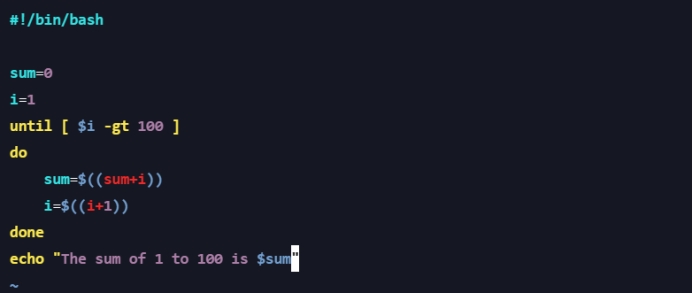 #!/bin/bash

sum=0
i=1
until [ $i -gt 100 ]
do
    sum=$((sum+i))
    i=$((i+1))
done
echo "The sum of 1 to 100 is $sum"
~